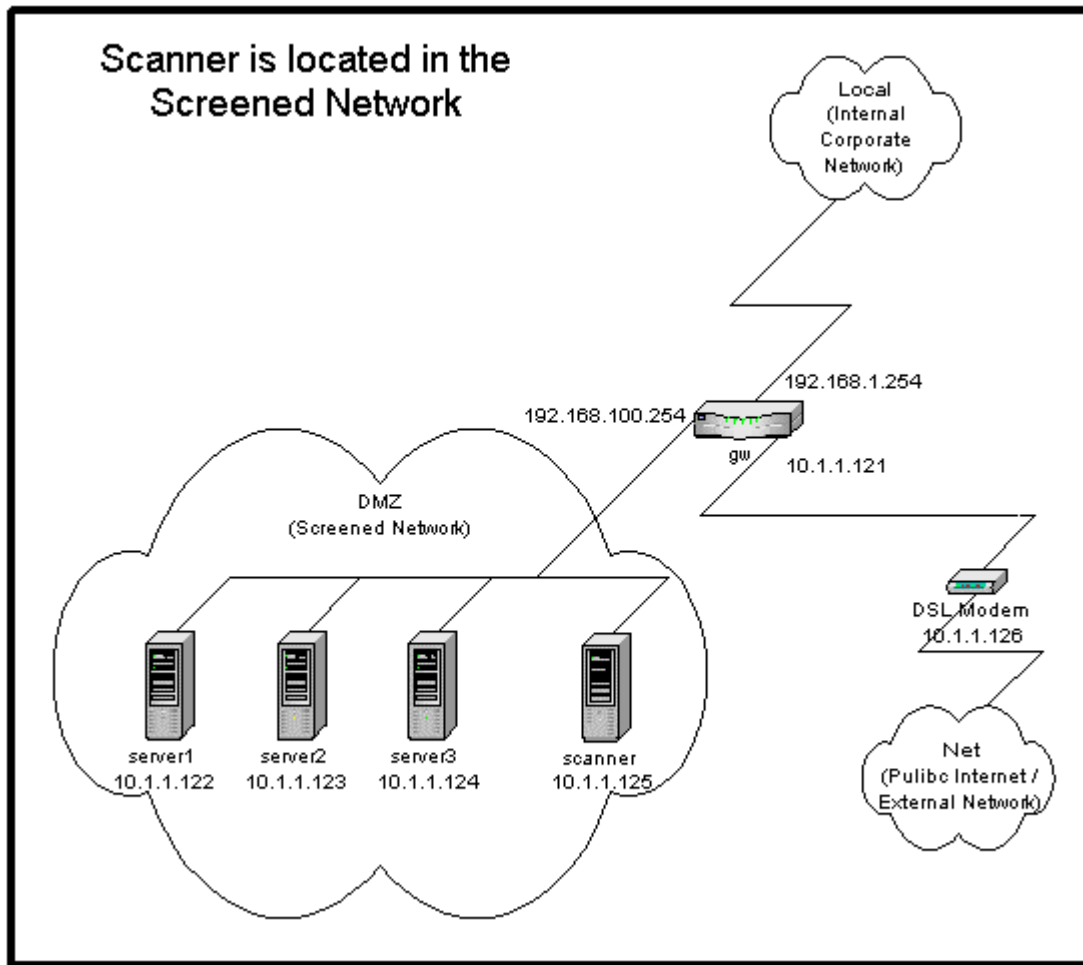 Scanner is located in the
Screened Network
Local
(Internal
Corporate
Network)
192.168.1.254
192.168.100.254
gw
10.1.1.121
DMZ
(Screened Network)
DSL Modem
10.1.1.126
server1
10.1.1.122
server2
10.1.1.123
server3
10.1.1.124
scanner
10.1.1.125
Net
(Pulibc Internet /
External Network)